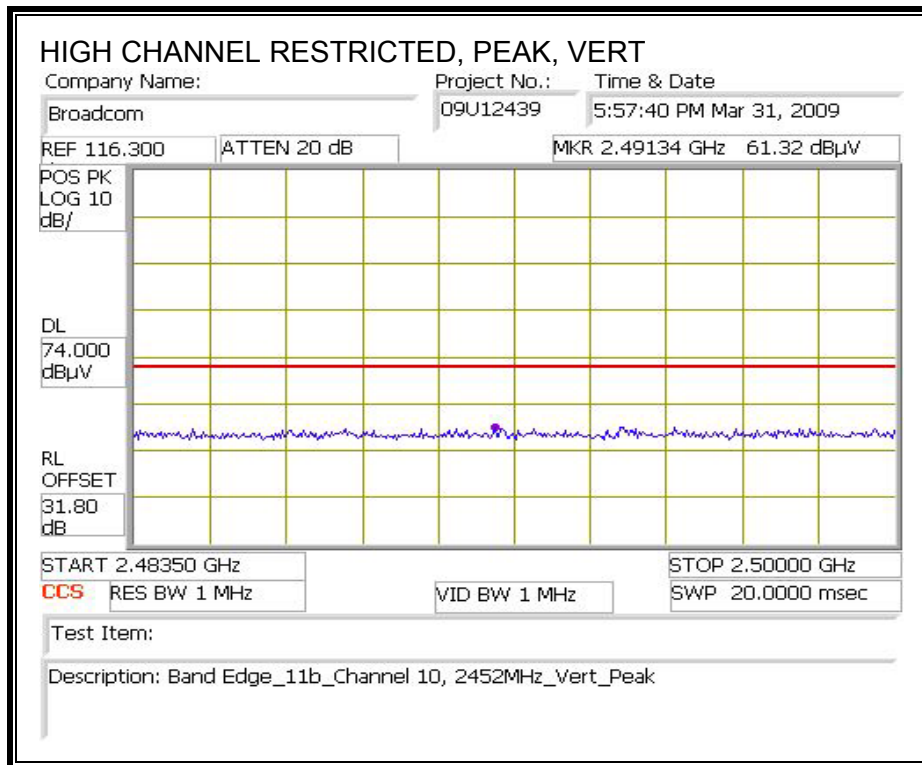 HIGH CHANNEL RESTRICTED, PEAK, VERT
Company Name: Project No.: Time & Date
Broadcom 09U12439 5:57:40 PM Mar 31, 2009
REF 116.300 ATTEN 20 dB MKR 2.49134 GHz 61.32 dBµV
POS PK
LOG 10
dB/
DL
74.000
dBµV
RL
OFFSET
31.80
dB
START 2.48350 GHz STOP 2.50000 GHz
CCS RES BW 1 MHz VID BW 1 MHz SWP 20.0000 msec
Test Item:
Description: Band Edge_11b_Channel 10, 2452MHz_Vert_Peak